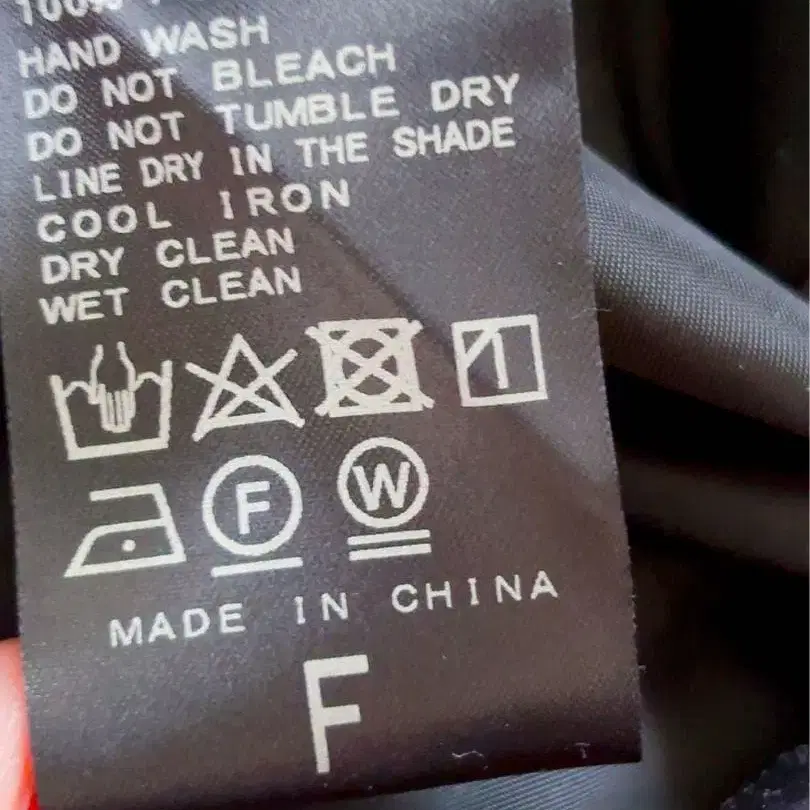 100%
HAND WASH
DO NOT BLEACH
DO NOT TUMBLE DRY
LINE DRY IN THE SHADE
COOL IRON
DRY CLEAN
WET CLEAN
F W
MADE IN CHINA
F